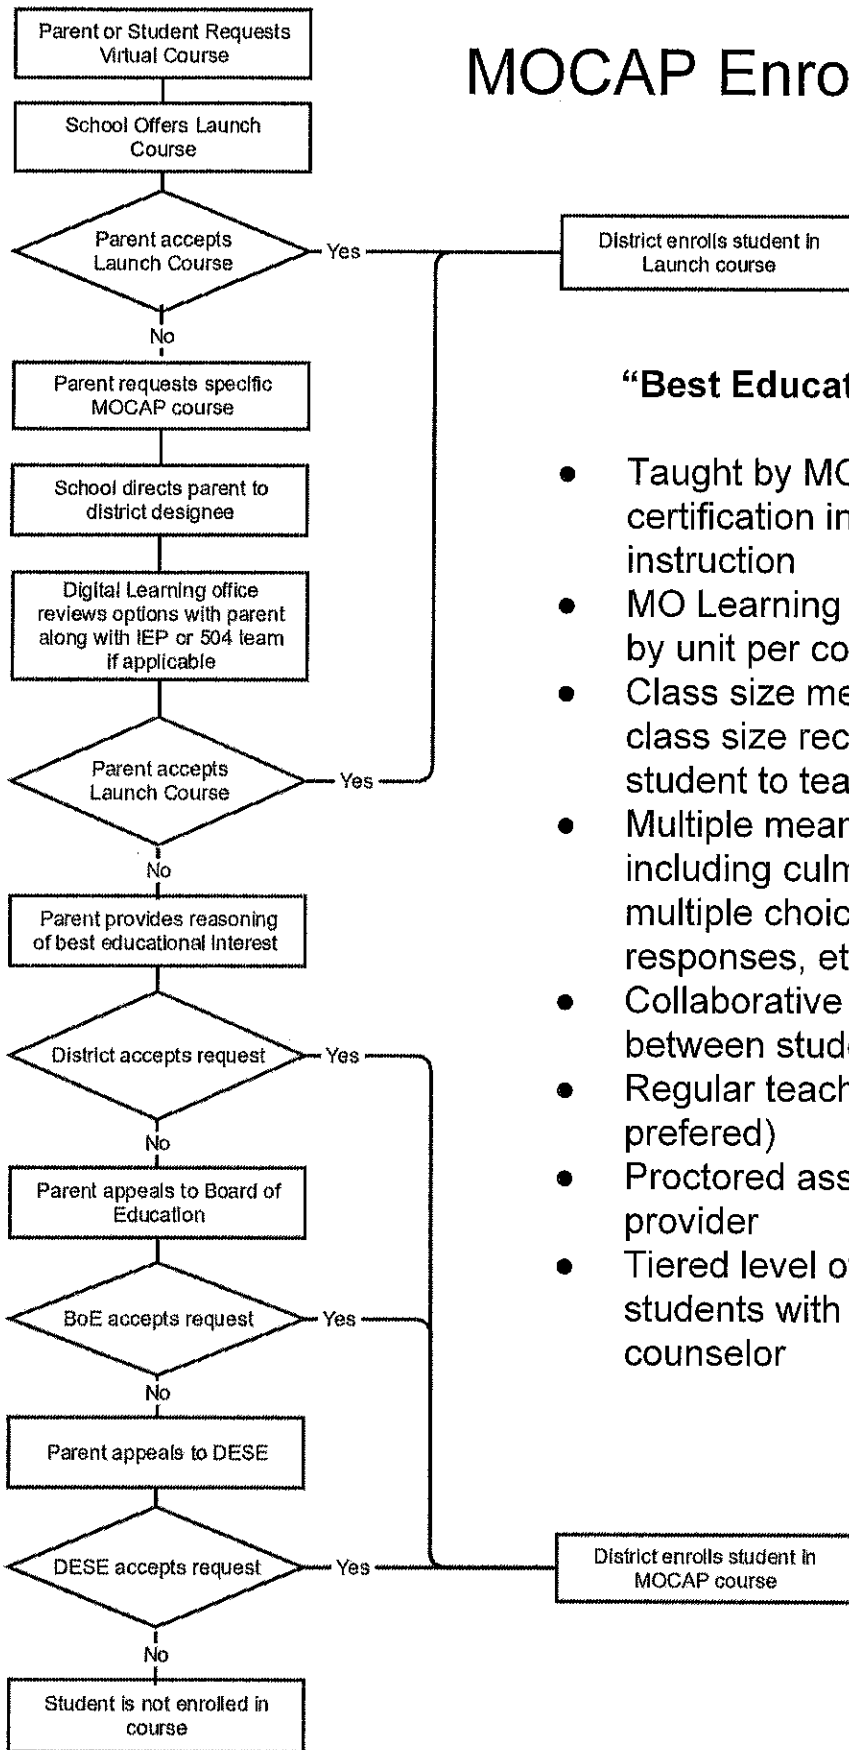 MOCAP Enro
Parent or Student Requests
Virtual Course
School Offers Launch
Course
Parent accepts
Launch Course
Yes
District enrolls student in
Launch course
No
Parent requests specific
MOCAP course
School directs parent to
district designee
Digital Learning office
reviews options with parent
along with IEP or 504 team
if applicable
Parent accepts
Launch Course
Yes
No
Parent provides reasoning
of best educational interest
District accepts request
Yes
No
Parent appeals to Board of
Education
BoE accepts request
Yes
No
Parent appeals to DESE
DESE accepts request
Yes
District enrolls student in
MOCAP course
No
Student is not enrolled in
course
“Best Educat
● Taught by MO
certification in
instruction
● MO Learning
by unit per co
● Class size me
class size rec
student to tea
● Multiple mear
including culm
multiple choic
responses, et
● Collaborative
between stud
● Regular teach
prefered)
● Proctored ass
provider
● Tiered level o
students with
counselor